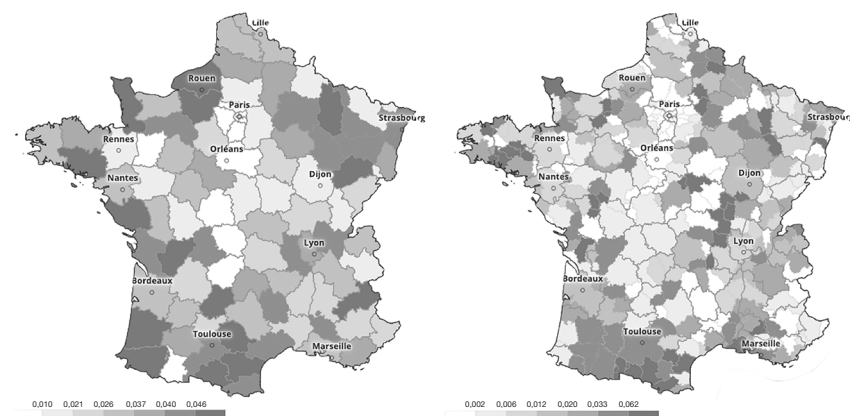 Lille
Rouen
Paris
Strasbourg
Rennes
Orléans
Nantes
Dijon
Lyon
Bordeaux
Toulouse
Marseille
0,010 0,021 0,026 0,037 0,040 0,046
Lille
Rouen
Paris
Strasbourg
Rennes
Orléans
Nantes
Dijon
Lyon
Bordeaux
Toulouse
Marseille
0,002 0,006 0,012 0,020 0,033 0,062